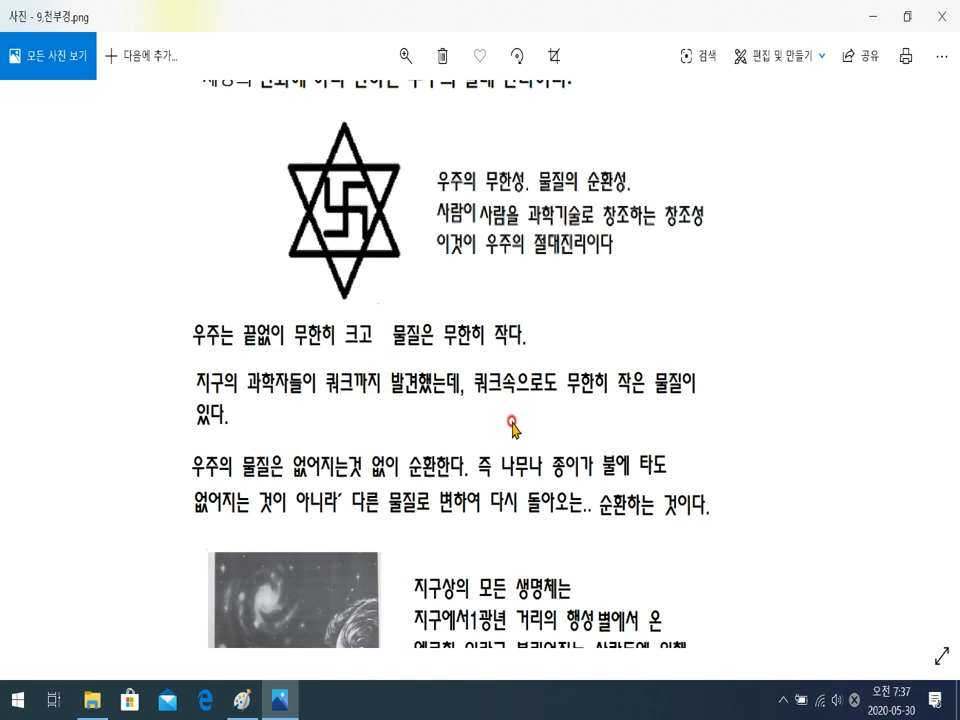 사진 - 9,천부경.png
모든 사진 보기
다음에 추가...
검색
편집 및 만들기
공유
우주의 무한성. 물질의 순환성.
사람이 사람을 과학기술로 창조하는 창조성
이것이 우주의 절대진리이다
우주는 끝없이 무한히 크고 물질은 무한히 작다.
지구의 과학자들이 쿼크까지 발견했는데, 쿼크속으로도 무한히 작은 물질이
있다.
우주의 물질은 없어지는것 없이 순환한다. 즉 나무나 종이가 불에 타도
없어지는 것이 아니라´ 다른 물질로 변하여 다시 돌아오는.. 순환하는 것이다.
지구상의 모든 생명체는
지구에서1광년 거리의 행성별에서 온
오전 7:37
2020-05-30